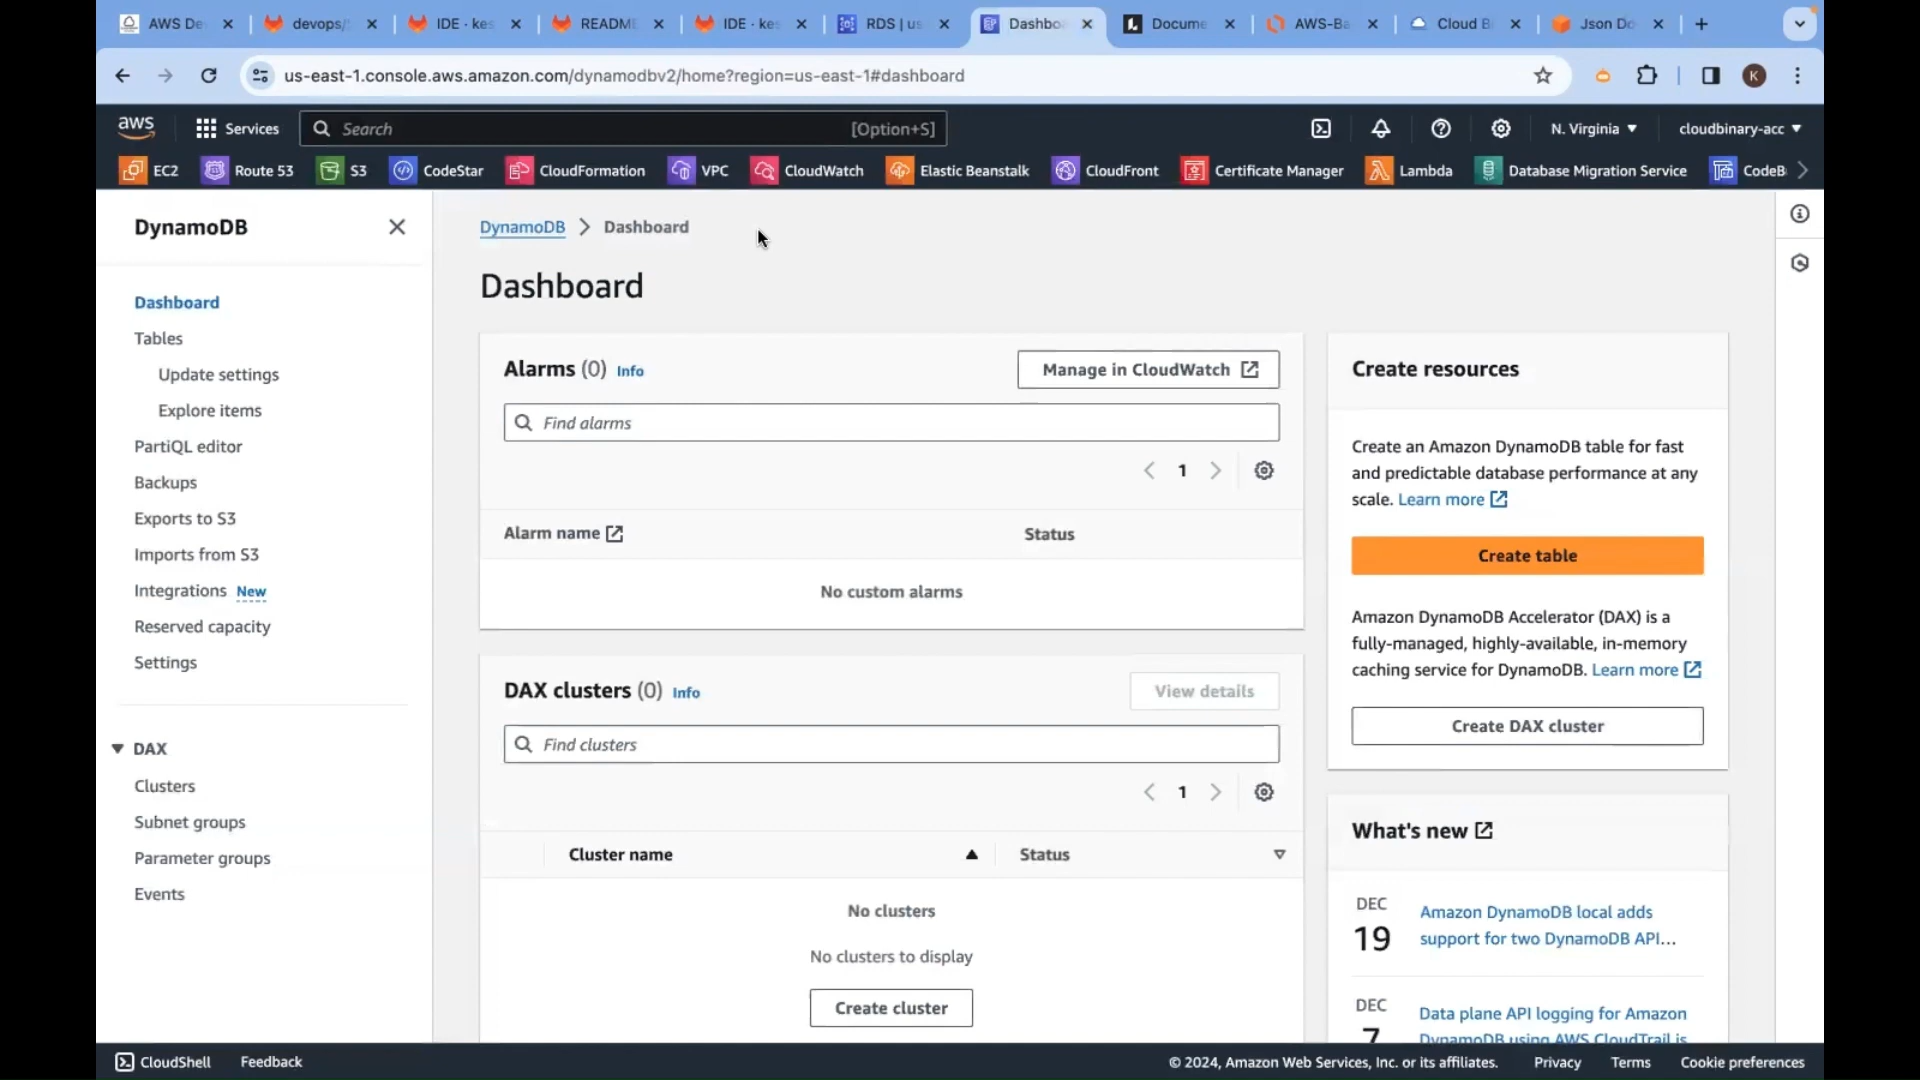 AWS De
devops/
IDE · kes
README
IDE · kes
RDS | us
Dashboa
Docume
AWS-Ba
Cloud B
Json Do
us-east-1.console.aws.amazon.com/dynamodbv2/home?region=us-east-1#dashboard
K
aws
Services
Search
[Option+S]
N. Virginia
cloudbinary-acc
EC2
Route 53
S3
CodeStar
CloudFormation
VPC
CloudWatch
Elastic Beanstalk
CloudFront
Certificate Manager
Lambda
Database Migration Service
CodeB
DynamoDB
Dashboard
Tables
Update settings
Explore items
PartiQL editor
Backups
Exports to S3
Imports from S3
Integrations New
Reserved capacity
Settings
DAX
Clusters
Subnet groups
Parameter groups
Events
DynamoDB > Dashboard
Dashboard
Alarms (0) Info
Manage in CloudWatch
Find alarms
1
Alarm name
Status
No custom alarms
DAX clusters (0) Info
View details
Find clusters
1
Cluster name
Status
No clusters
No clusters to display
Create cluster
Create resources
Create an Amazon DynamoDB table for fast
and predictable database performance at any
scale. Learn more
Create table
Amazon DynamoDB Accelerator (DAX) is a
fully-managed, highly-available, in-memory
caching service for DynamoDB. Learn more
Create DAX cluster
What's new
DEC
19
Amazon DynamoDB local adds
support for two DynamoDB API...
DEC
7
Data plane API logging for Amazon
DynamoDB using AWS CloudTrail is
CloudShell
Feedback
© 2024, Amazon Web Services, Inc. or its affiliates.
Privacy
Terms
Cookie preferences